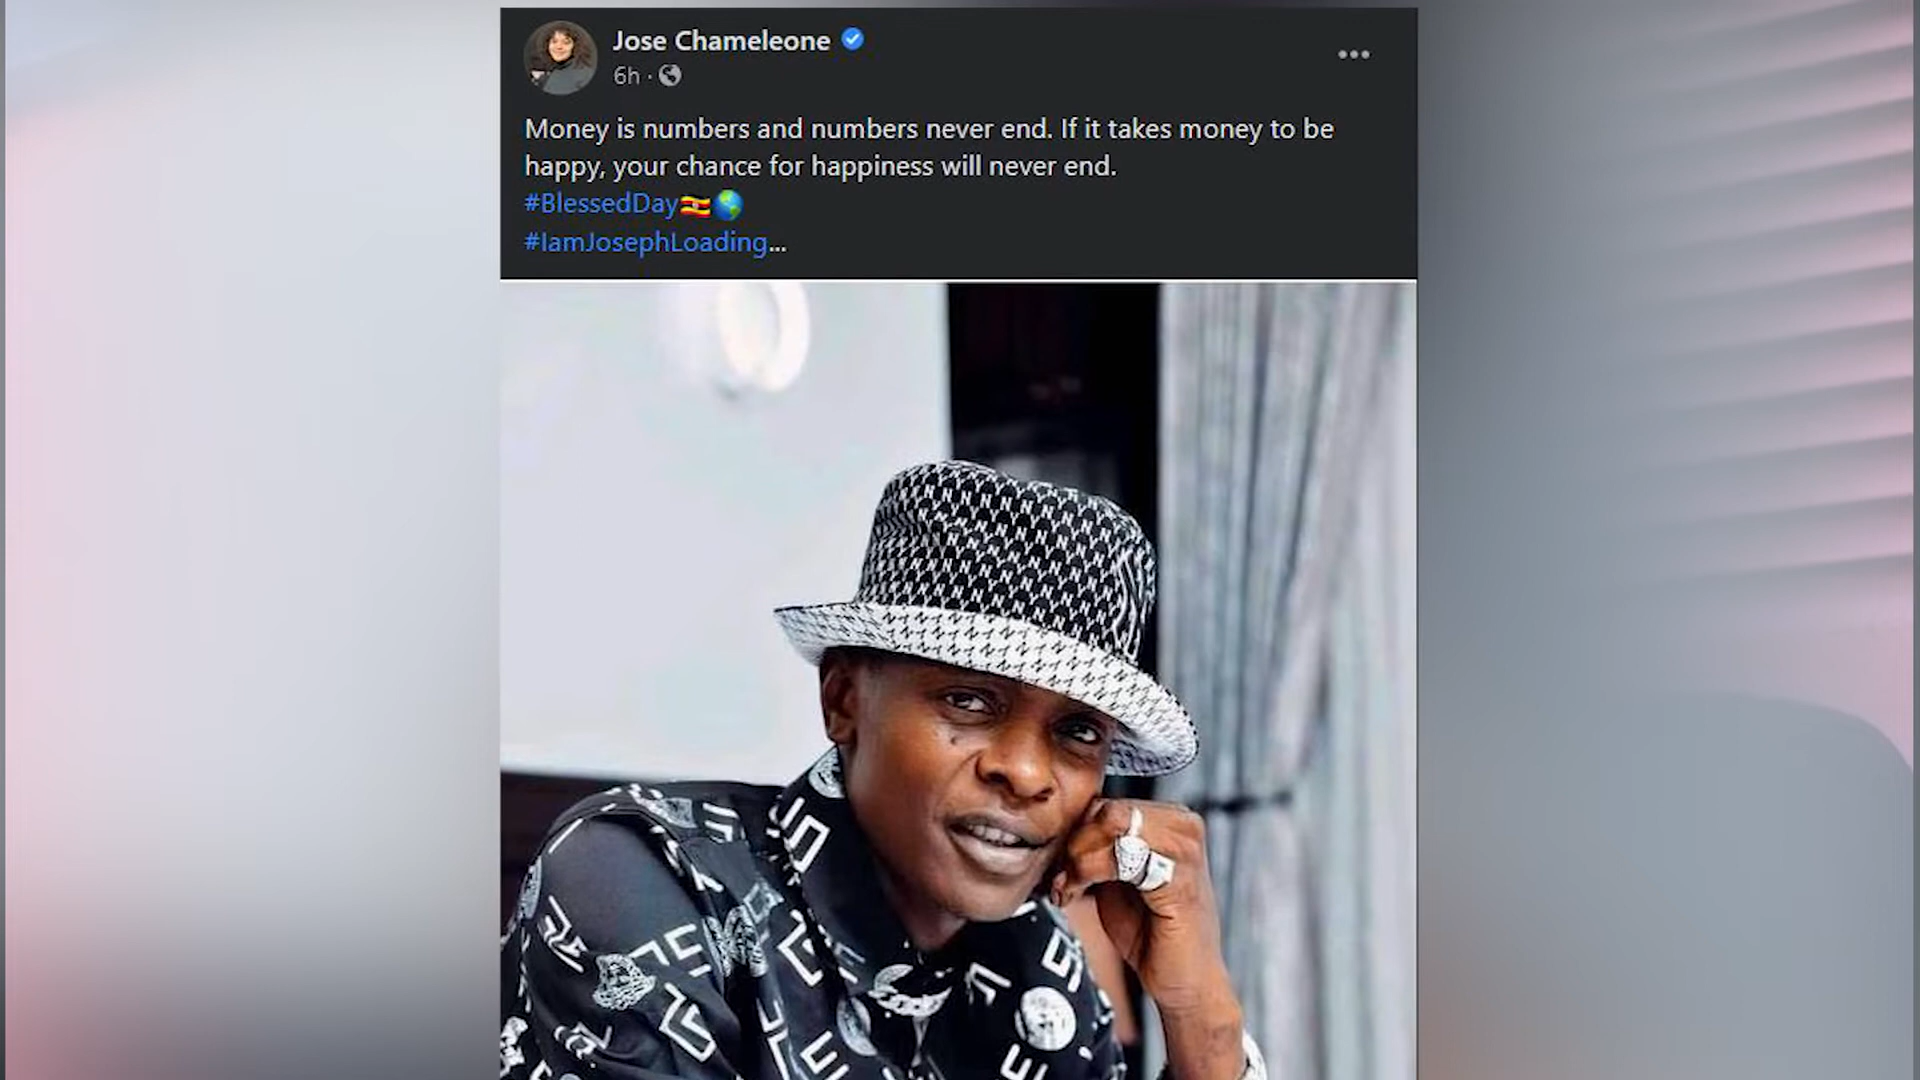 Jose Chameleone
6h ·
Money is numbers and numbers never end. If it takes money to be
happy, your chance for happiness will never end.
#BlessedDay🇺🇬🌎
#IamJosephLoading...